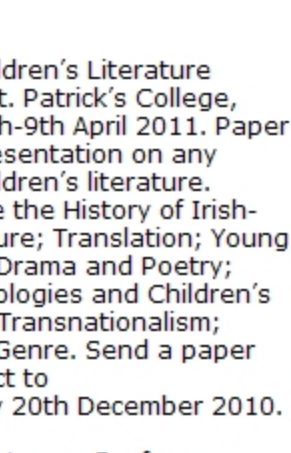 dren's Literature
t. Patrick's College,
h-9th April 2011. Papers
esentation on any
dren's literature.
e the History of Irish-
ure; Translation; Young
Drama and Poetry;
ologies and Children's
Transnationalism;
Genre. Send a paper
ct to
20th December 2010.